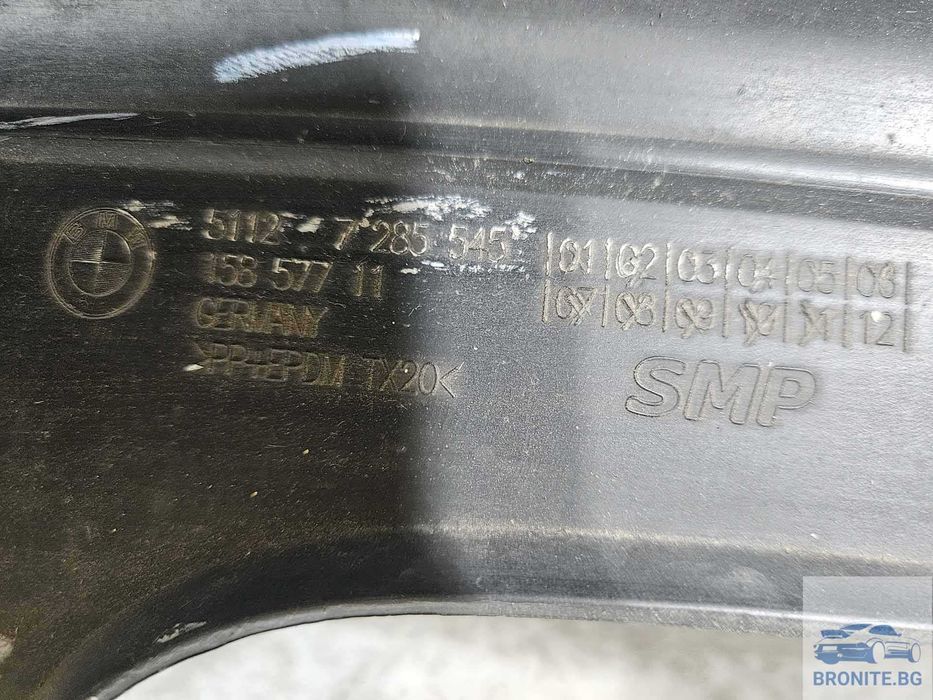 BMW
5112 7 285 545
158 577 11
GERMANY
>PP+EPDM TX20<
01 02 03 04 05 06
07 08 09 10 11 12
SMP
BRONITE.BG